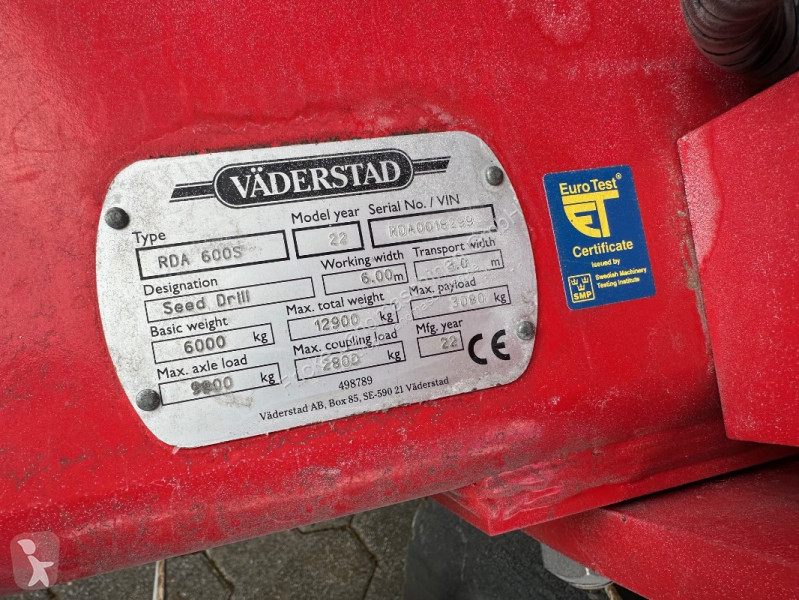 VÄDERSTAD
Type
RDA 600S
Model year
22
Serial No. / VIN
Designation
Seed Drill
Working width
6.00m
Transport width
3.0 m
Basic weight
6000 kg
Max. total weight
12900 kg
Max. payload
3080 kg
Max. axle load
kg
Max. coupling load
2800 kg
Mfg. year
22
CE
498789
Väderstad AB, Box 85, SE-590 21 Väderstad
Euro Test®
ET
Certificate
Issued by
Swedish Machinery
Testing Institute
SMP